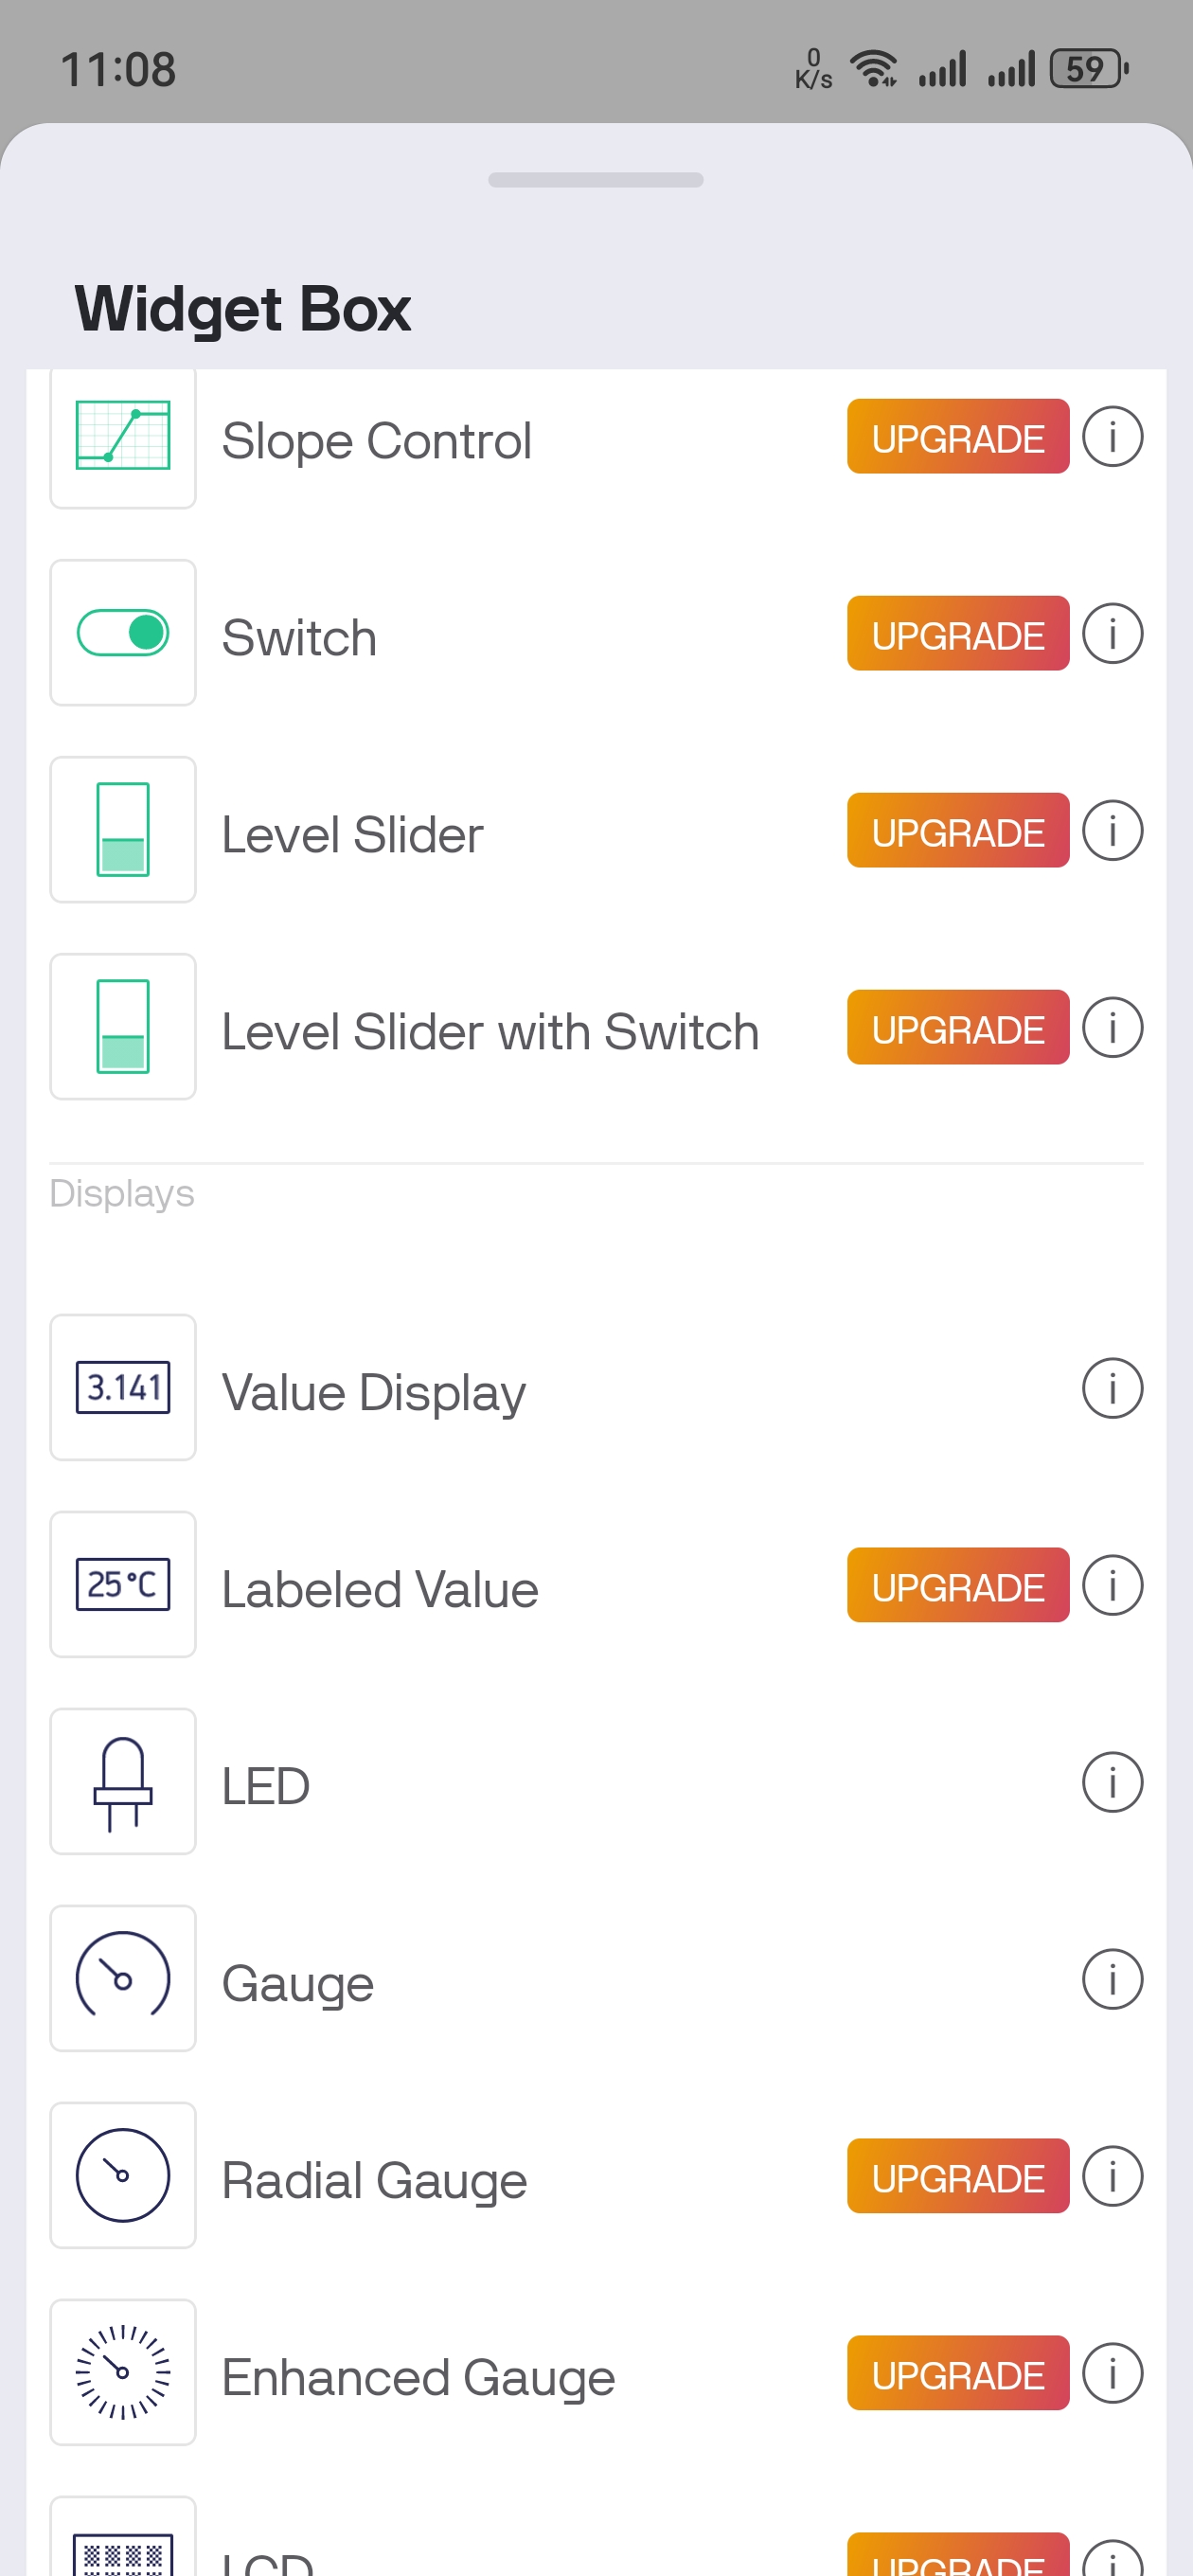 11:08
0
K/s
59
Widget Box
Slope Control UPGRADE i
Switch UPGRADE i
Level Slider UPGRADE i
Level Slider with Switch UPGRADE i
Displays
3.141 Value Display i
25°C Labeled Value UPGRADE i
LED i
Gauge i
Radial Gauge UPGRADE i
Enhanced Gauge UPGRADE i
LCD UPGRADE i